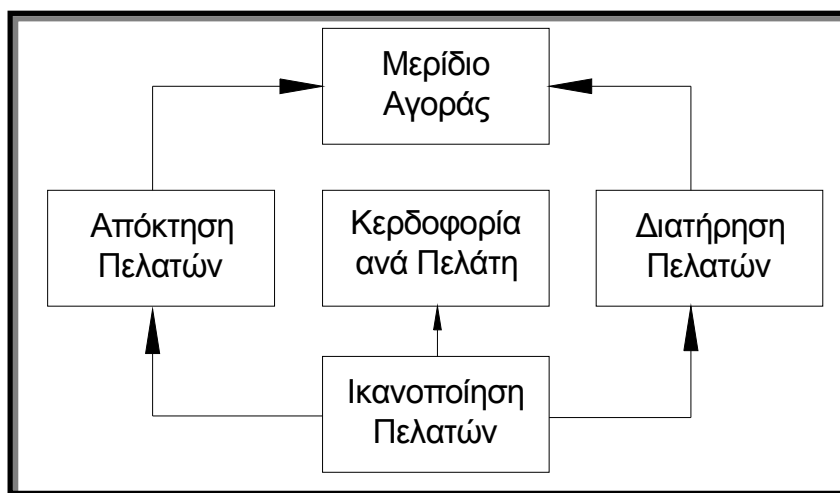 Μερίδιο
Αγοράς
Απόκτηση
Πελατών
Κερδοφορία
ανά Πελάτη
Διατήρηση
Πελατών
Ικανοποίηση
Πελατών